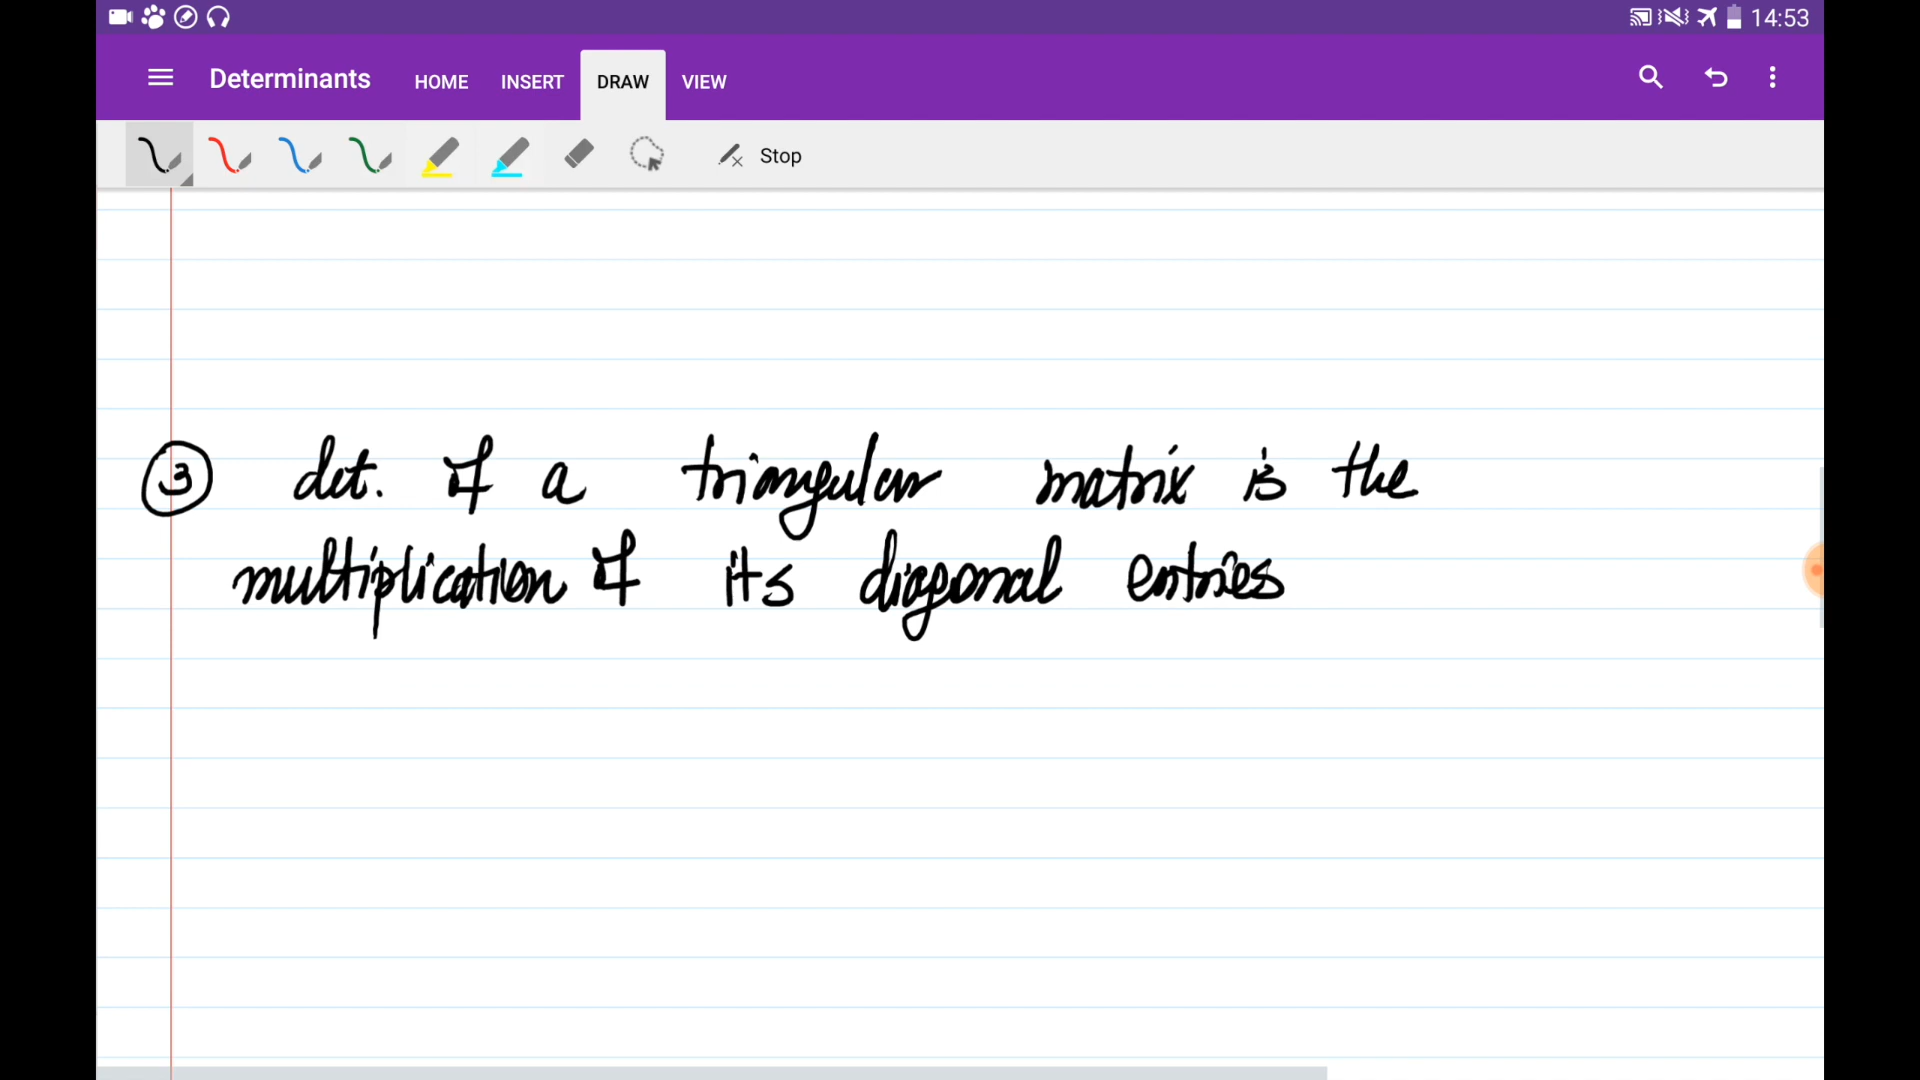 14:53
Determinants HOME INSERT DRAW VIEW
Stop
3 det. of a triangular matrix is the
multiplication of its diagonal entries